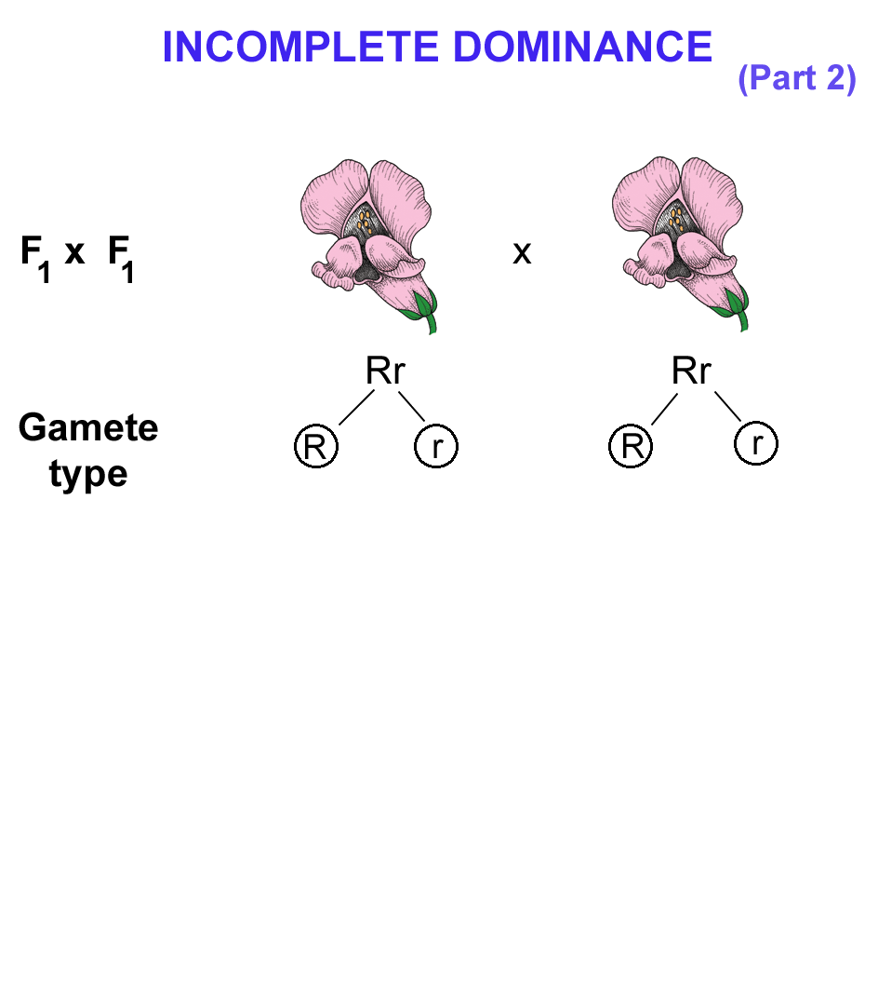 INCOMPLETE DOMINANCE
(Part 2)
F1 x F1
x
Rr
Rr
Gamete
type
R
r
R
r